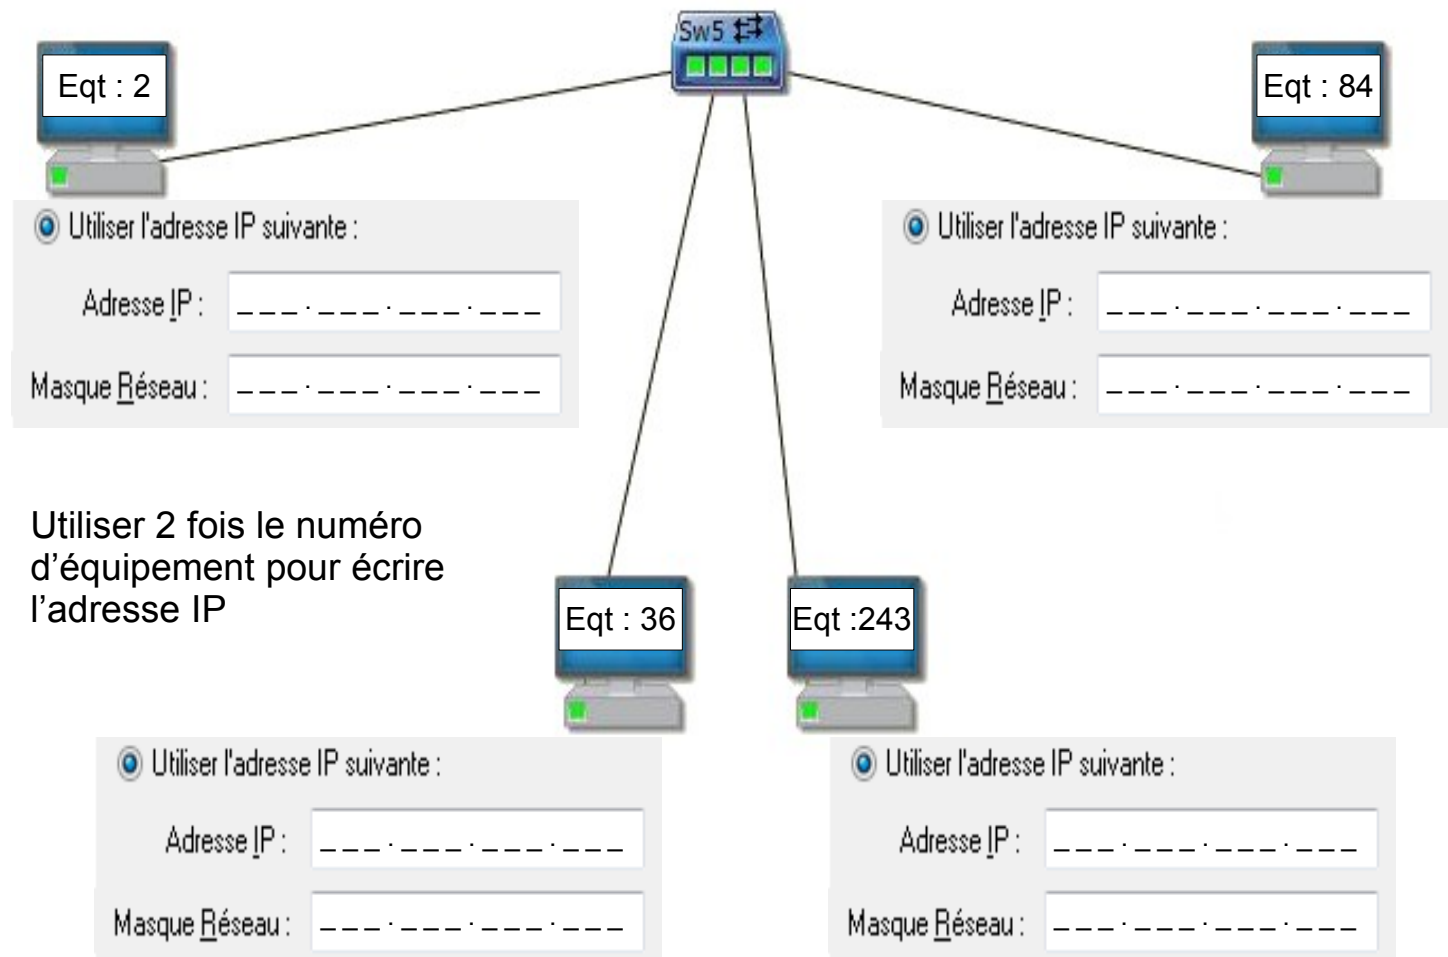 Sw5
Eqt : 2
Eqt : 84
Utiliser l'adresse IP suivante :
Adresse IP : _ _ _ . _ _ _ . _ _ _ . _ _ _
Masque Réseau : _ _ _ . _ _ _ . _ _ _ . _ _ _
Utiliser l'adresse IP suivante :
Adresse IP : _ _ _ . _ _ _ . _ _ _ . _ _ _
Masque Réseau : _ _ _ . _ _ _ . _ _ _ . _ _ _
Utiliser 2 fois le numéro
d’équipement pour écrire
l’adresse IP
Eqt : 36
Eqt :243
Utiliser l'adresse IP suivante :
Adresse IP : _ _ _ . _ _ _ . _ _ _ . _ _ _
Masque Réseau : _ _ _ . _ _ _ . _ _ _ . _ _ _
Utiliser l'adresse IP suivante :
Adresse IP : _ _ _ . _ _ _ . _ _ _ . _ _ _
Masque Réseau : _ _ _ . _ _ _ . _ _ _ . _ _ _